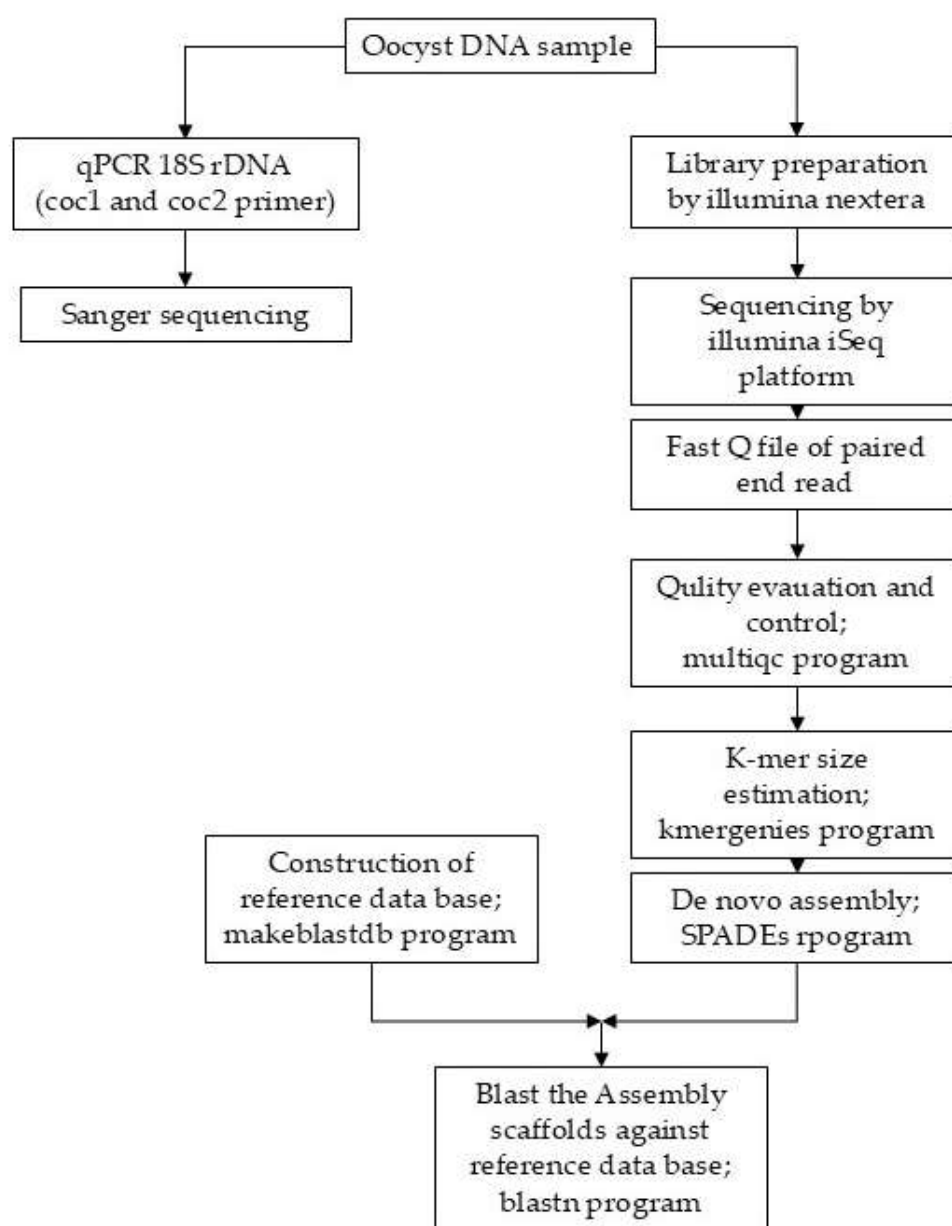 Oocyst DNA sample
qPCR 18S rDNA
(coc1 and coc2 primer)
Sanger sequencing
Library preparation
by illumina nextera
Sequencing by
illumina iSeq
platform
Fast Q file of paired
end read
Qulity evauation and
control;
multiqc program
K-mer size
estimation;
kmergenies program
Construction of
reference data base;
makeblastdb program
De novo assembly;
SPADEs rpogram
Blast the Assembly
scaffolds against
reference data base;
blastn program